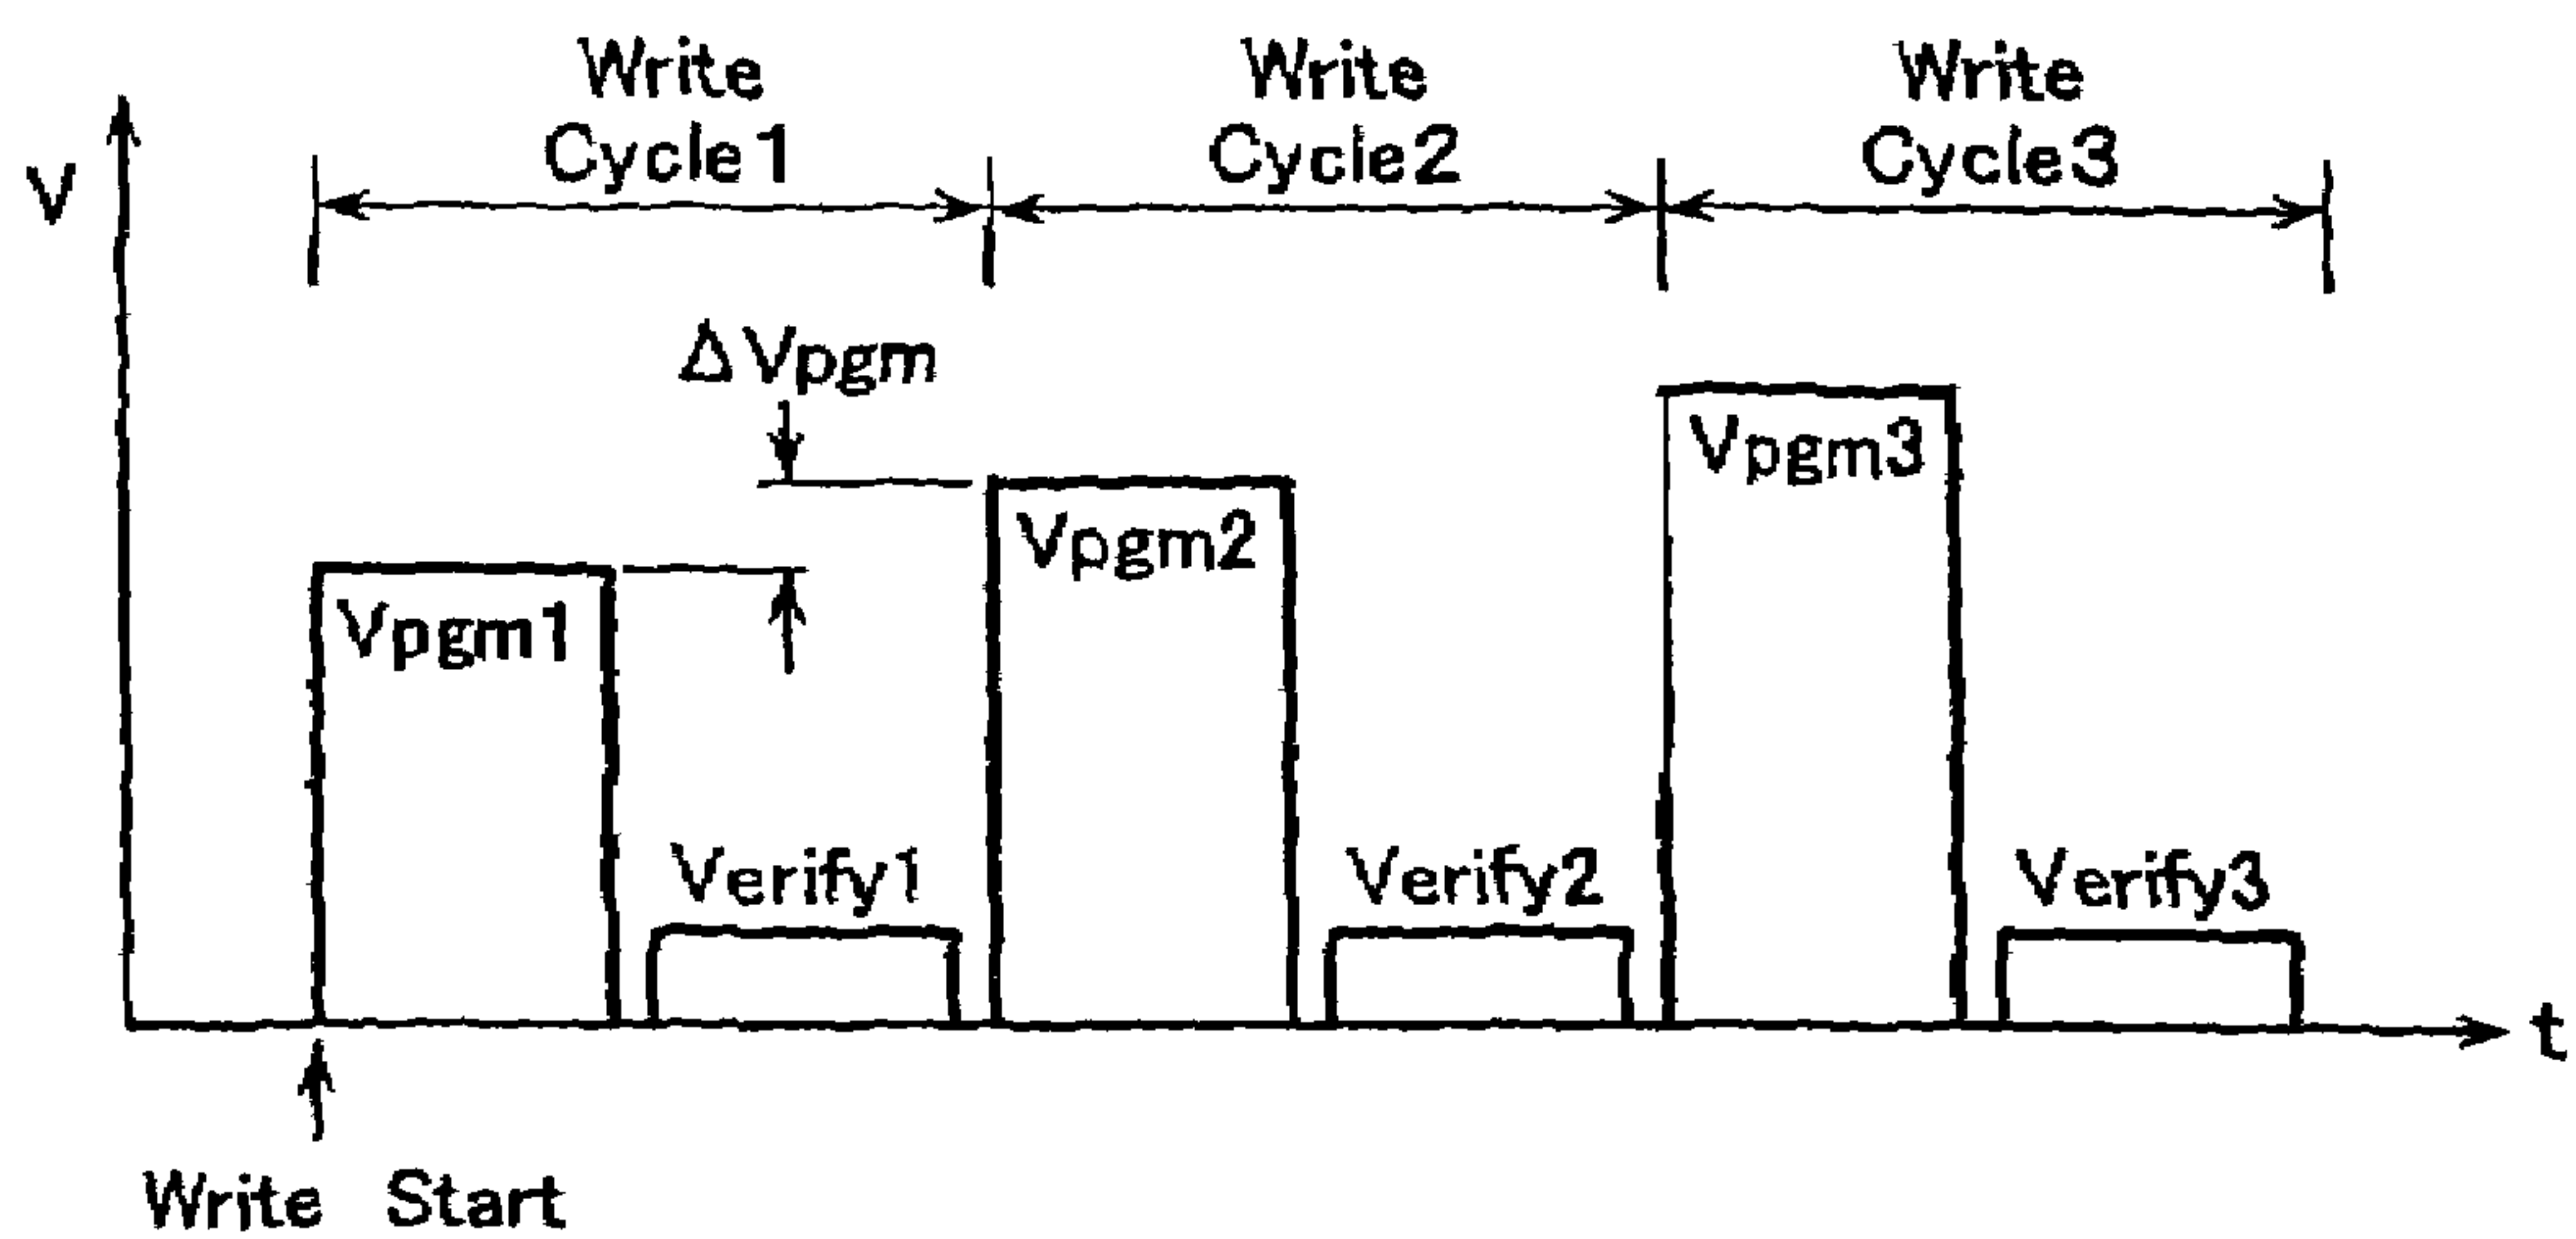 Write
Cycle1
Write
Cycle2
Write
Cycle3
V
ΔVpgm
Vpgm1
Vpgm2
Vpgm3
Verify1
Verify2
Verify3
t
Write Start